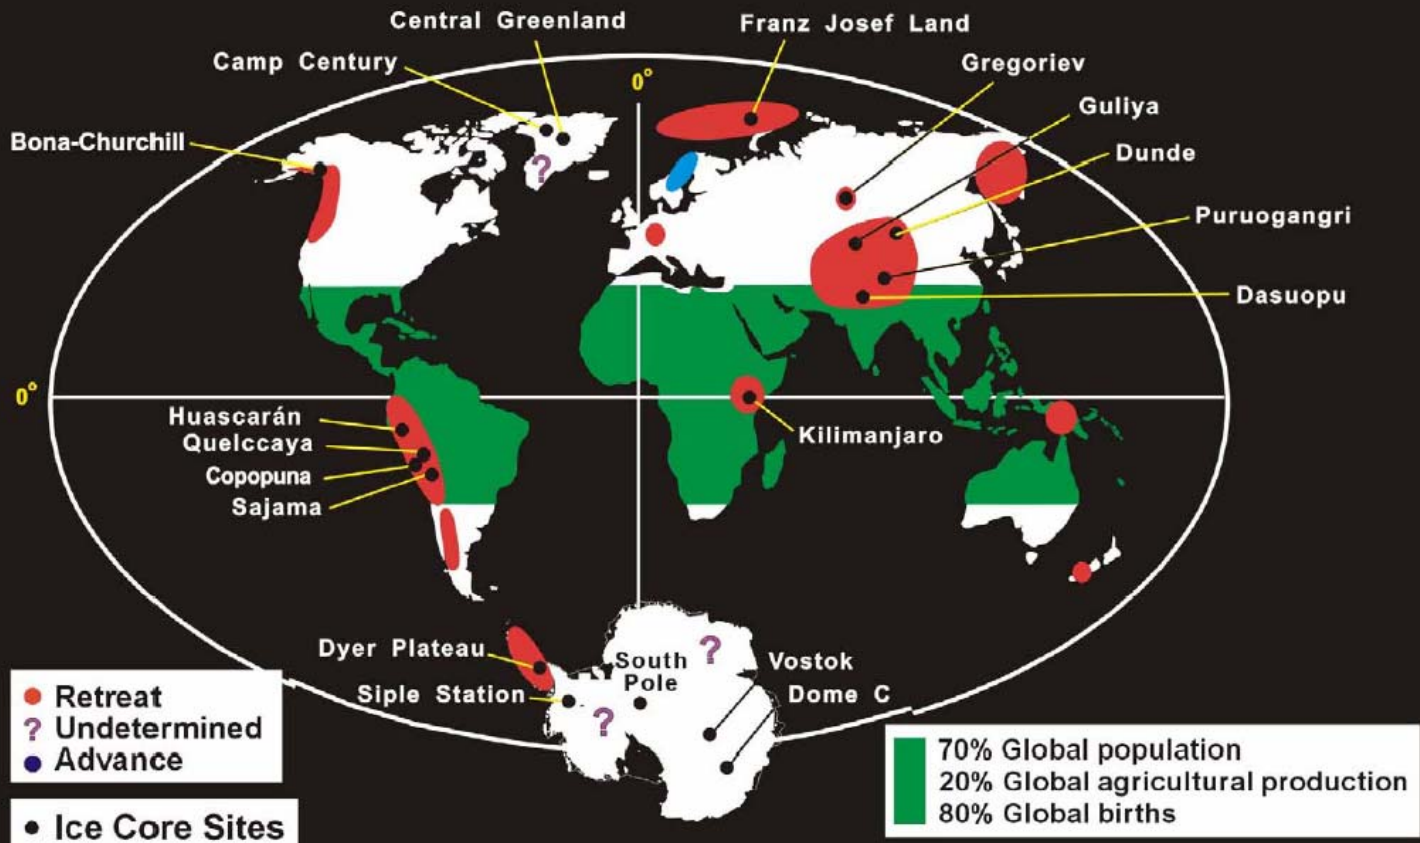 Central Greenland
Franz Josef Land
Camp Century
0°
Gregoriev
Guliya
Bona-Churchill
?
Dunde
Puruogangri
Dasuopu
0°
Huascarán
Quelccaya
Copopuna
Sajama
Kilimanjaro
Dyer Plateau
Siple Station
South
Pole
?
?
Vostok
Dome C
Retreat
? Undetermined
Advance
Ice Core Sites
70% Global population
20% Global agricultural production
80% Global births